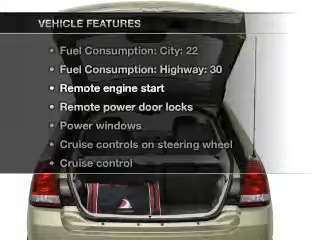 VEHICLE FEATURES
Fuel Consumption: City: 22
Fuel Consumption: Highway: 30
Remote engine start
Remote power door locks
Power windows
Cruise controls on steering wheel
Cruise control